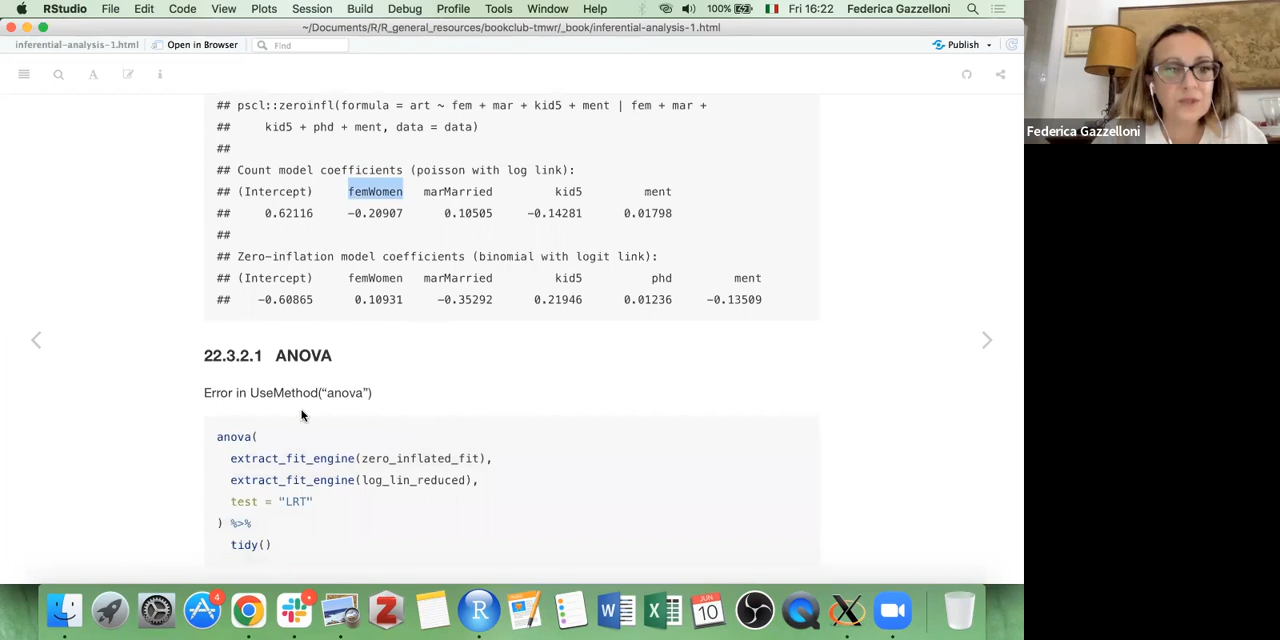 RStudio File Edit Code View Plots Session Build Debug Profile Tools Window Help 100% Fri 16:22 Federica Gazzelloni
~/Documents/R/R_general_resources/bookclub-tmwr/_book/inferential-analysis-1.html
inferential-analysis-1.html Open in Browser Find Publish
## pscl::zeroinfl(formula = art ~ fem + mar + kid5 + ment | fem + mar +
## kid5 + phd + ment, data = data)
##
## Count model coefficients (poisson with log link):
## (Intercept) femWomen marMarried kid5 ment
## 0.62116 -0.20907 0.10505 -0.14281 0.01798
##
## Zero-inflation model coefficients (binomial with logit link):
## (Intercept) femWomen marMarried kid5 phd ment
## -0.60865 0.10931 -0.35292 0.21946 0.01236 -0.13509
22.3.2.1 ANOVA
Error in UseMethod(“anova”)
anova(
extract_fit_engine(zero_inflated_fit),
extract_fit_engine(log_lin_reduced),
test = "LRT"
) %>%
tidy()
Federica Gazzelloni
4
JUN
10